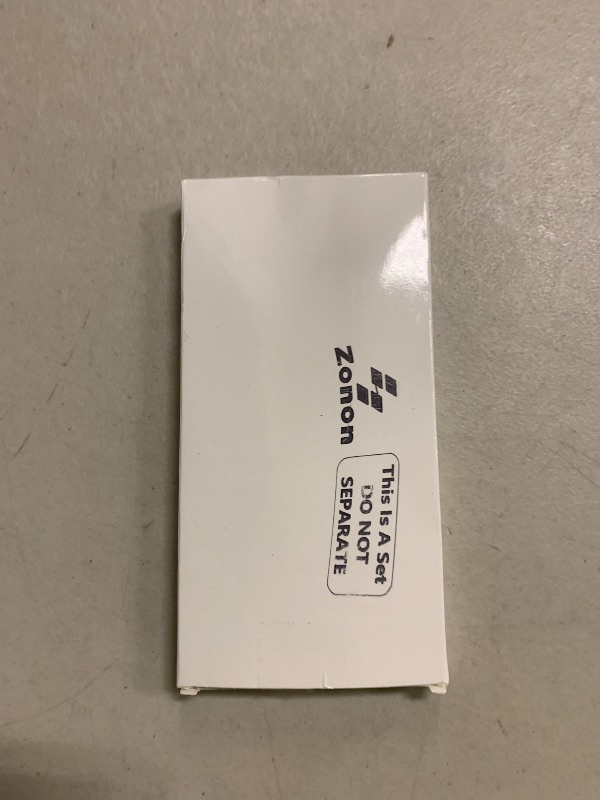 Zonon
This Is A Set
DO NOT
SEPARATE